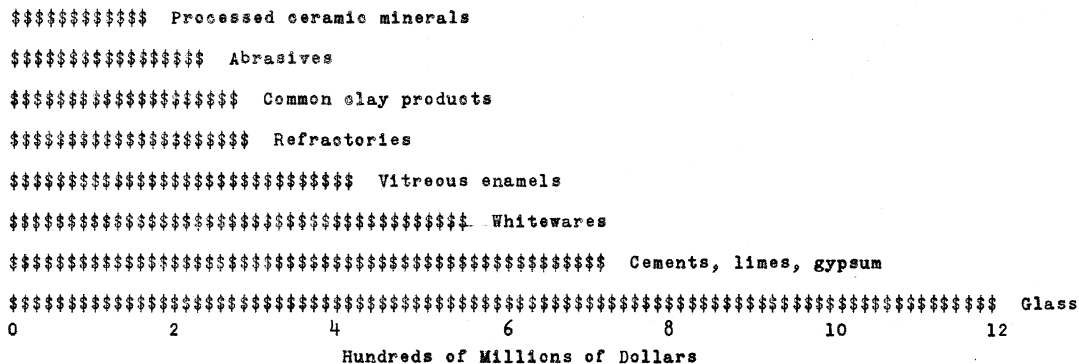 $$$$$$$$$$$$ Processed ceramic minerals
$$$$$$$$$$$$$$$$$ Abrasives
$$$$$$$$$$$$$$$$$$$$ Common clay products
$$$$$$$$$$$$$$$$$$$$$ Refractories
$$$$$$$$$$$$$$$$$$$$$$$$$$$$$$ Vitreous enamels
$$$$$$$$$$$$$$$$$$$$$$$$$$$$$$$$$$$$$$$$ Whitewares
$$$$$$$$$$$$$$$$$$$$$$$$$$$$$$$$$$$$$$$$$$$$$$$$$$$$ Cements, limes, gypsum
$$$$$$$$$$$$$$$$$$$$$$$$$$$$$$$$$$$$$$$$$$$$$$$$$$$$$$$$$$$$$$$$$$$$$$$$$$$$$$$$$$$$$$ Glass
0 2 4 6 8 10 12
Hundreds of Millions of Dollars